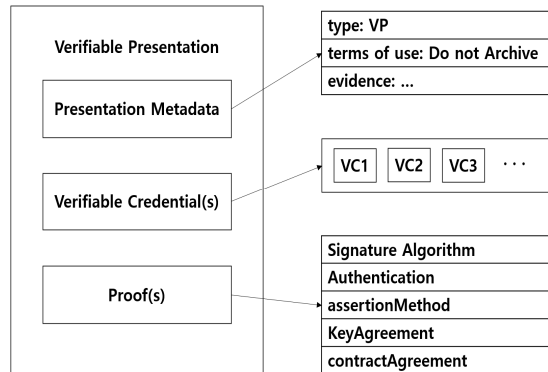 Verifiable Presentation
Presentation Metadata
Verifiable Credential(s)
Proof(s)
type: VP
terms of use: Do not Archive
evidence: ...
VC1 VC2 VC3 ···
Signature Algorithm
Authentication
assertionMethod
KeyAgreement
contractAgreement